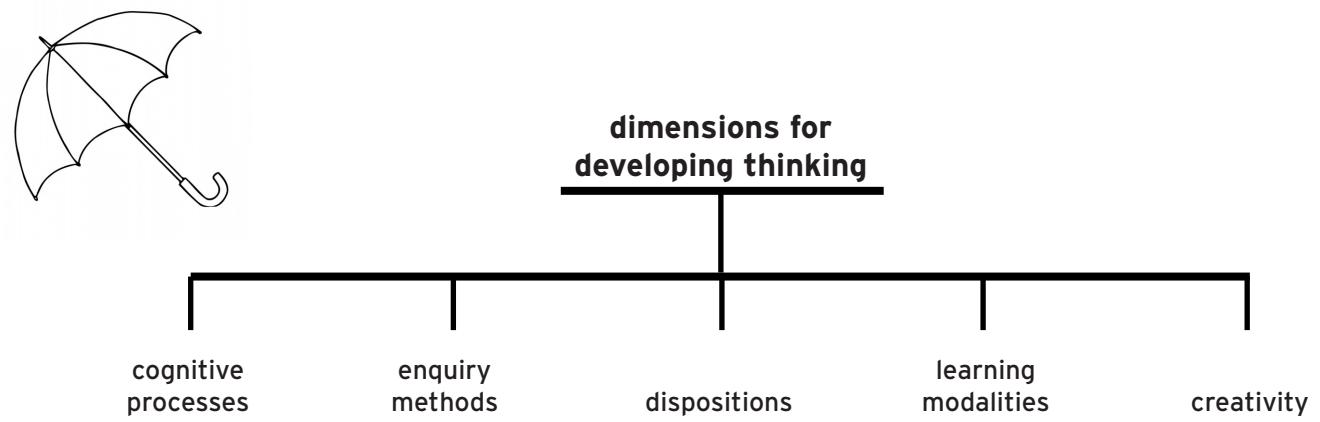 dimensions for
developing thinking
cognitive
processes
enquiry
methods
dispositions
learning
modalities
creativity